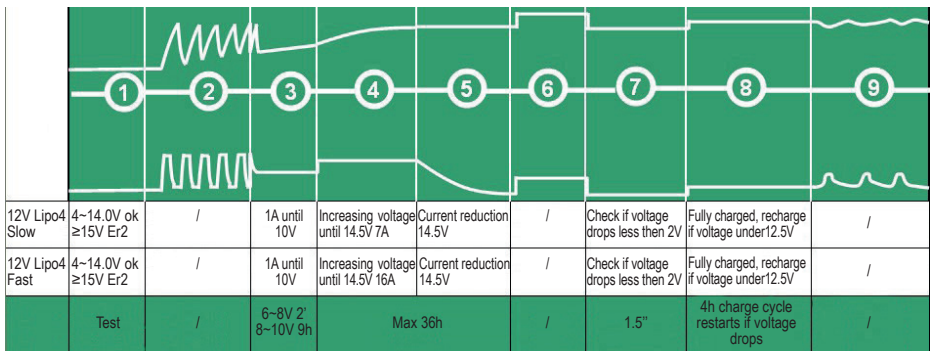 1 2 3 4 5 6 7 8 9
12V Lipo4 4~14.0V ok / 1A until Increasing voltage Current reduction / Check if voltage Fully charged, recharge /
Slow ≥15V Er2 10V until 14.5V 7A 14.5V drops less then 2V if voltage under12.5V
12V Lipo4 4~14.0V ok / 1A until Increasing voltage Current reduction / Check if voltage Fully charged, recharge /
Fast ≥15V Er2 10V until 14.5V 16A 14.5V drops less then 2V if voltage under12.5V
Test / 6~8V 2' Max 36h / 1.5" 4h charge cycle /
8~10V 9h restarts if voltage
drops